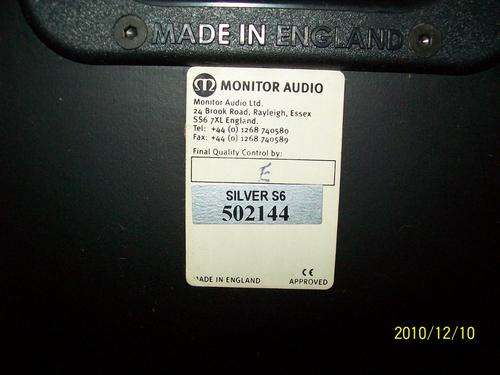 MADE IN ENGLAND
MONITOR AUDIO
Monitor Audio Ltd.
24 Brook Road, Rayleigh, Essex
SS6 7XL England.
Tel: +44 (0) 1268 740580
Fax: +44 (0) 1268 740589
Final Quality Control by:
E
SILVER S6
502144
MADE IN ENGLAND
CE
APPROVED
2010/12/10